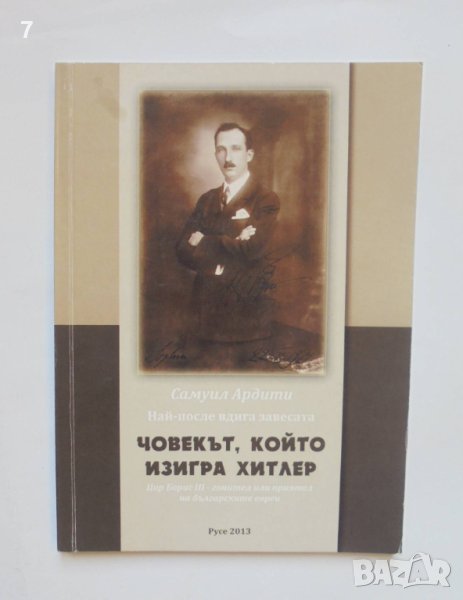 7
Самуил Ардити
Най-после вдига завесата
ЧОВЕКЪТ, КОЙТО
ИЗИГРА ХИТЛЕР
Цар Борис III - гонител или приятел
на българските евреи
Русе 2013
BAZAR